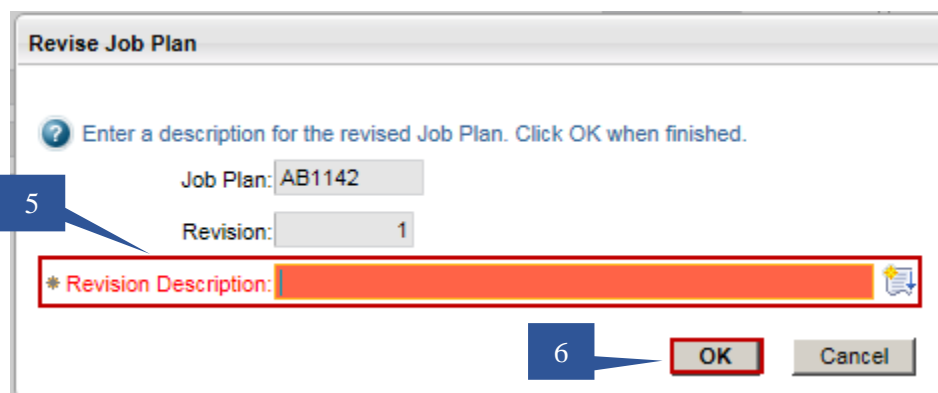 Revise Job Plan
Enter a description for the revised Job Plan. Click OK when finished.
Job Plan: AB1142
5
Revision: 1
* Revision Description:
6
OK Cancel